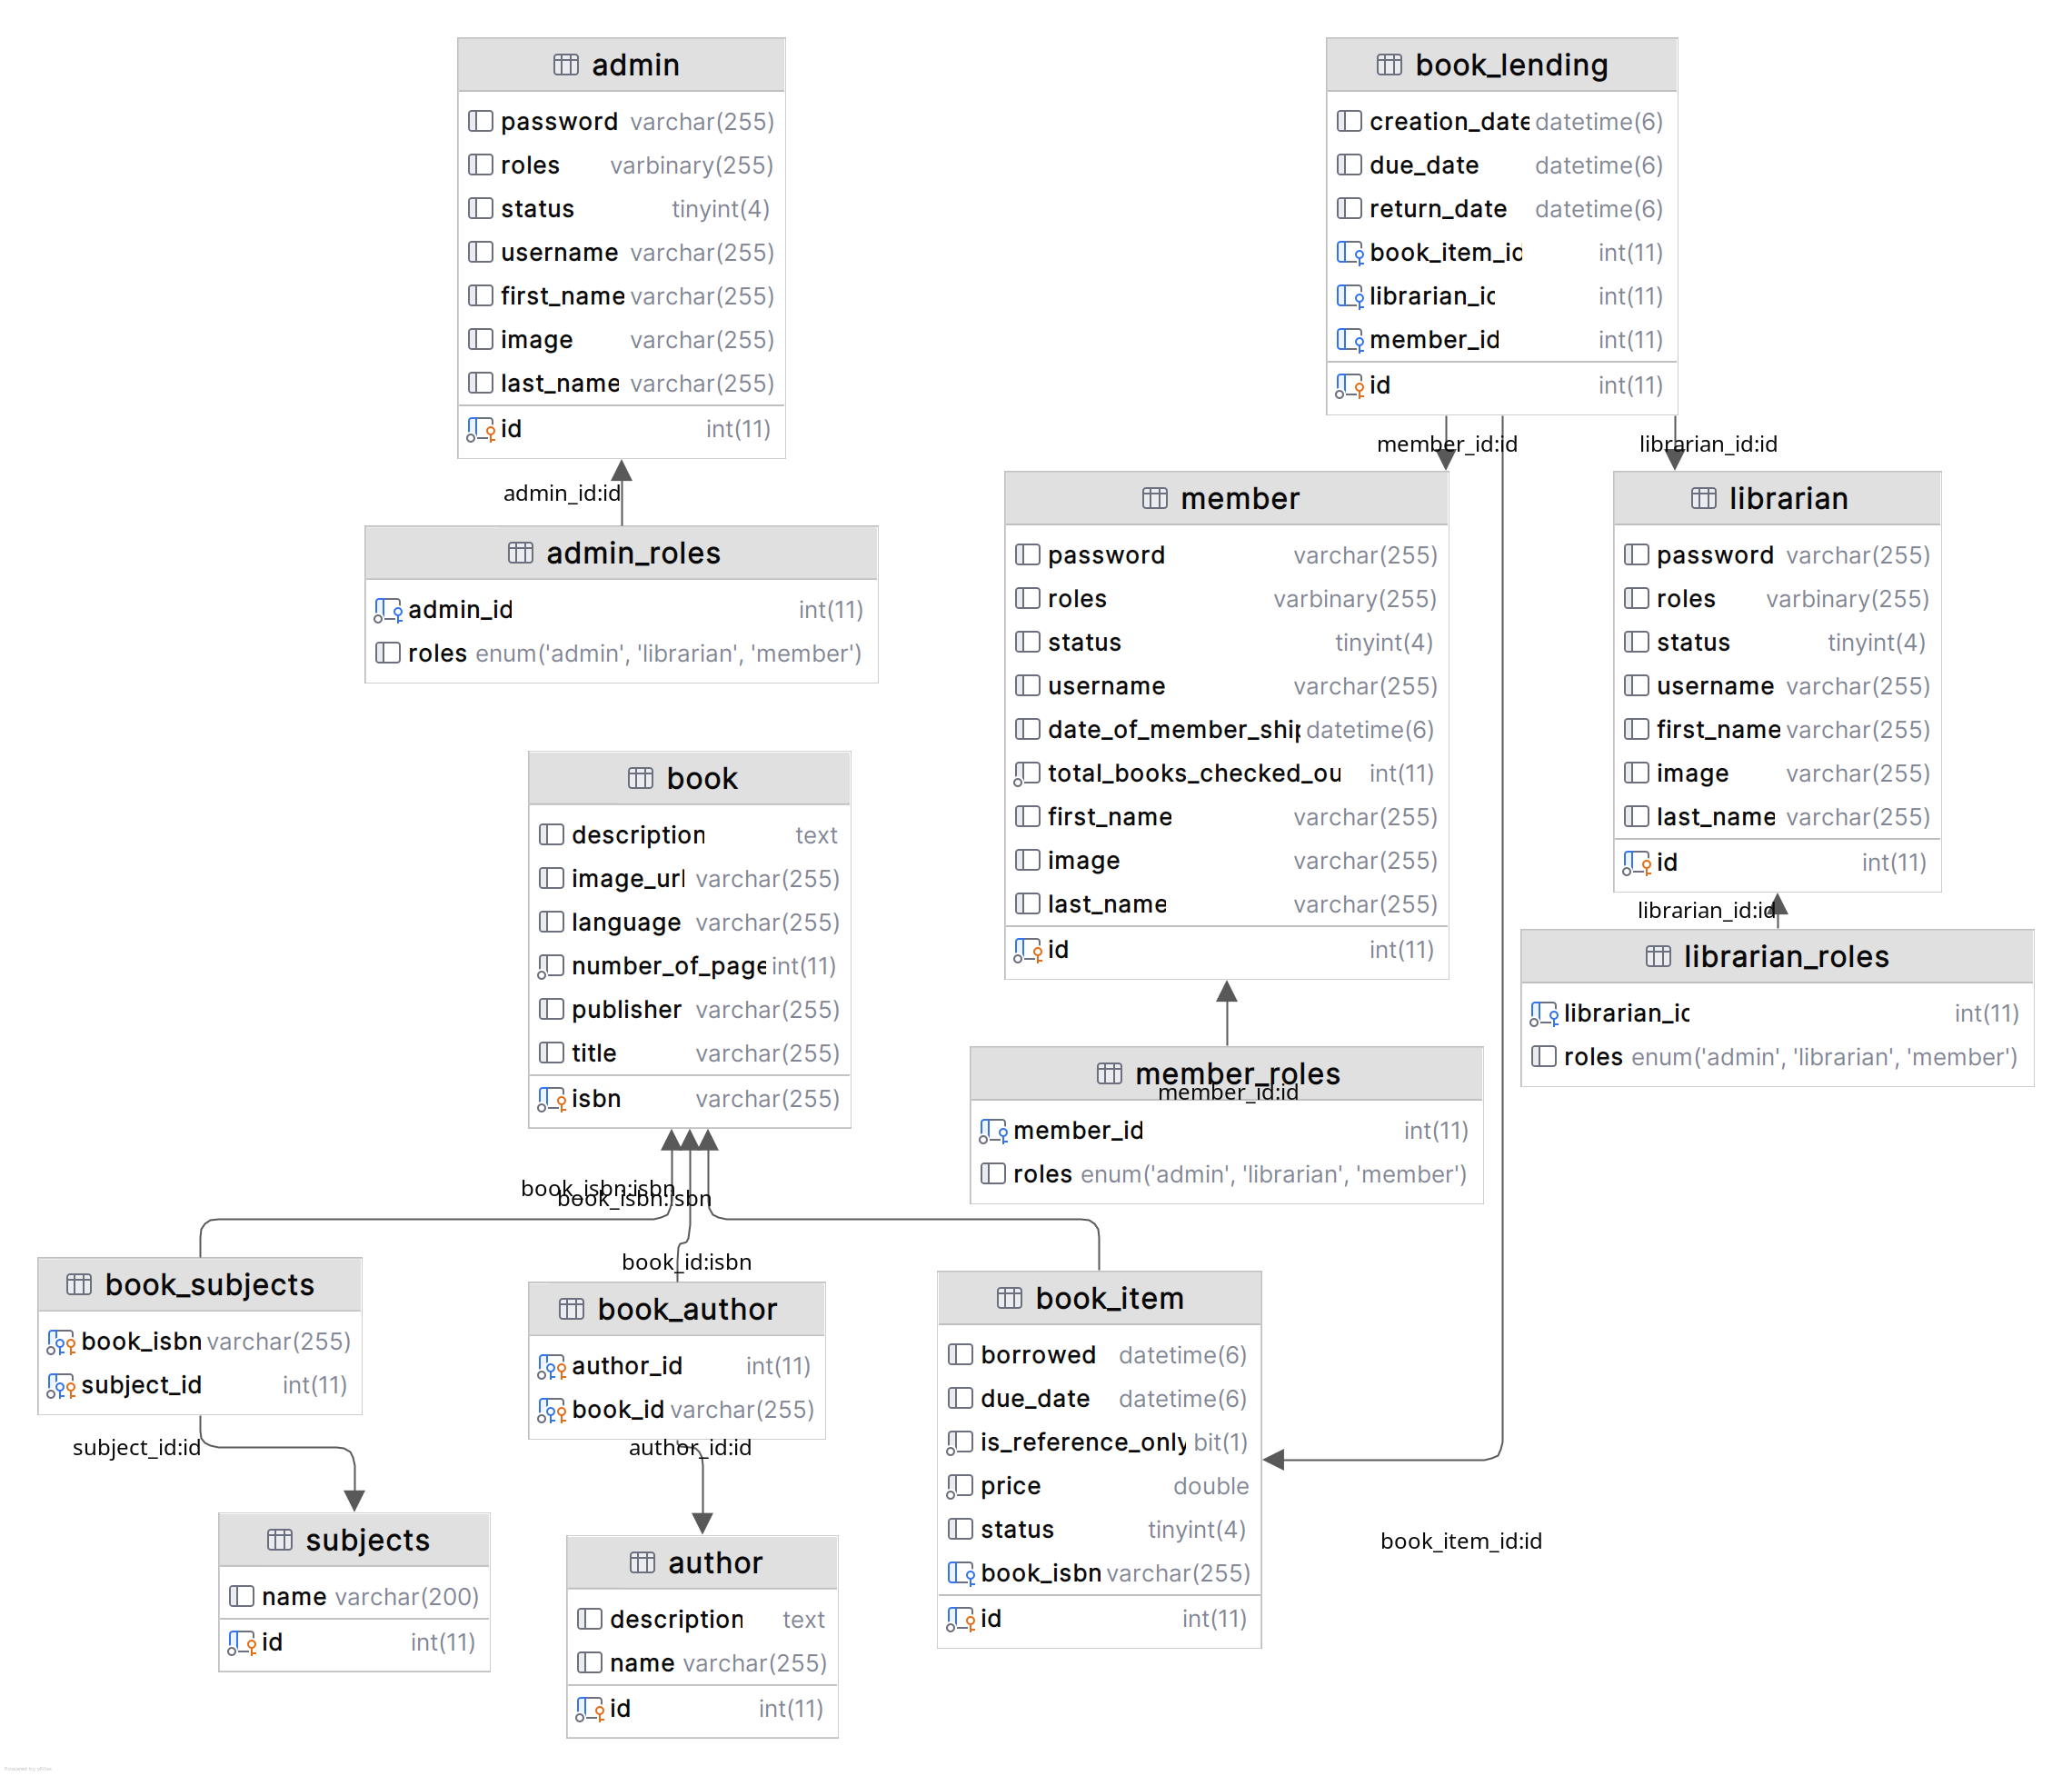 admin
password varchar(255)
roles varbinary(255)
status tinyint(4)
username varchar(255)
first_name varchar(255)
image varchar(255)
last_name varchar(255)
id int(11)
admin_id:id
admin_roles
admin_id int(11)
roles enum('admin', 'librarian', 'member')
book_lending
creation_date datetime(6)
due_date datetime(6)
return_date datetime(6)
book_item_id int(11)
librarian_ic int(11)
member_id int(11)
id int(11)
member_id:id
librarian_id:id
member
password varchar(255)
roles varbinary(255)
status tinyint(4)
username varchar(255)
date_of_member_ship datetime(6)
total_books_checked_ou int(11)
first_name varchar(255)
image varchar(255)
last_name varchar(255)
id int(11)
librarian
password varchar(255)
roles varbinary(255)
status tinyint(4)
username varchar(255)
first_name varchar(255)
image varchar(255)
last_name varchar(255)
id int(11)
librarian_id:id
librarian_roles
librarian_ic int(11)
roles enum('admin', 'librarian', 'member')
member_roles
member_id:id
member_id int(11)
roles enum('admin', 'librarian', 'member')
book
description text
image_url varchar(255)
language varchar(255)
number_of_page int(11)
publisher varchar(255)
title varchar(255)
isbn varchar(255)
book_isbn:isbn
book_isbn:isbn
book_id:isbn
book_subjects
book_isbn varchar(255)
subject_id int(11)
subject_id:id
book_author
author_id int(11)
book_id varchar(255)
author_id:id
book_item
borrowed datetime(6)
due_date datetime(6)
is_reference_only bit(1)
price double
status tinyint(4)
book_isbn varchar(255)
id int(11)
book_item_id:id
subjects
name varchar(200)
id int(11)
author
description text
name varchar(255)
id int(11)
Powered by yFiles